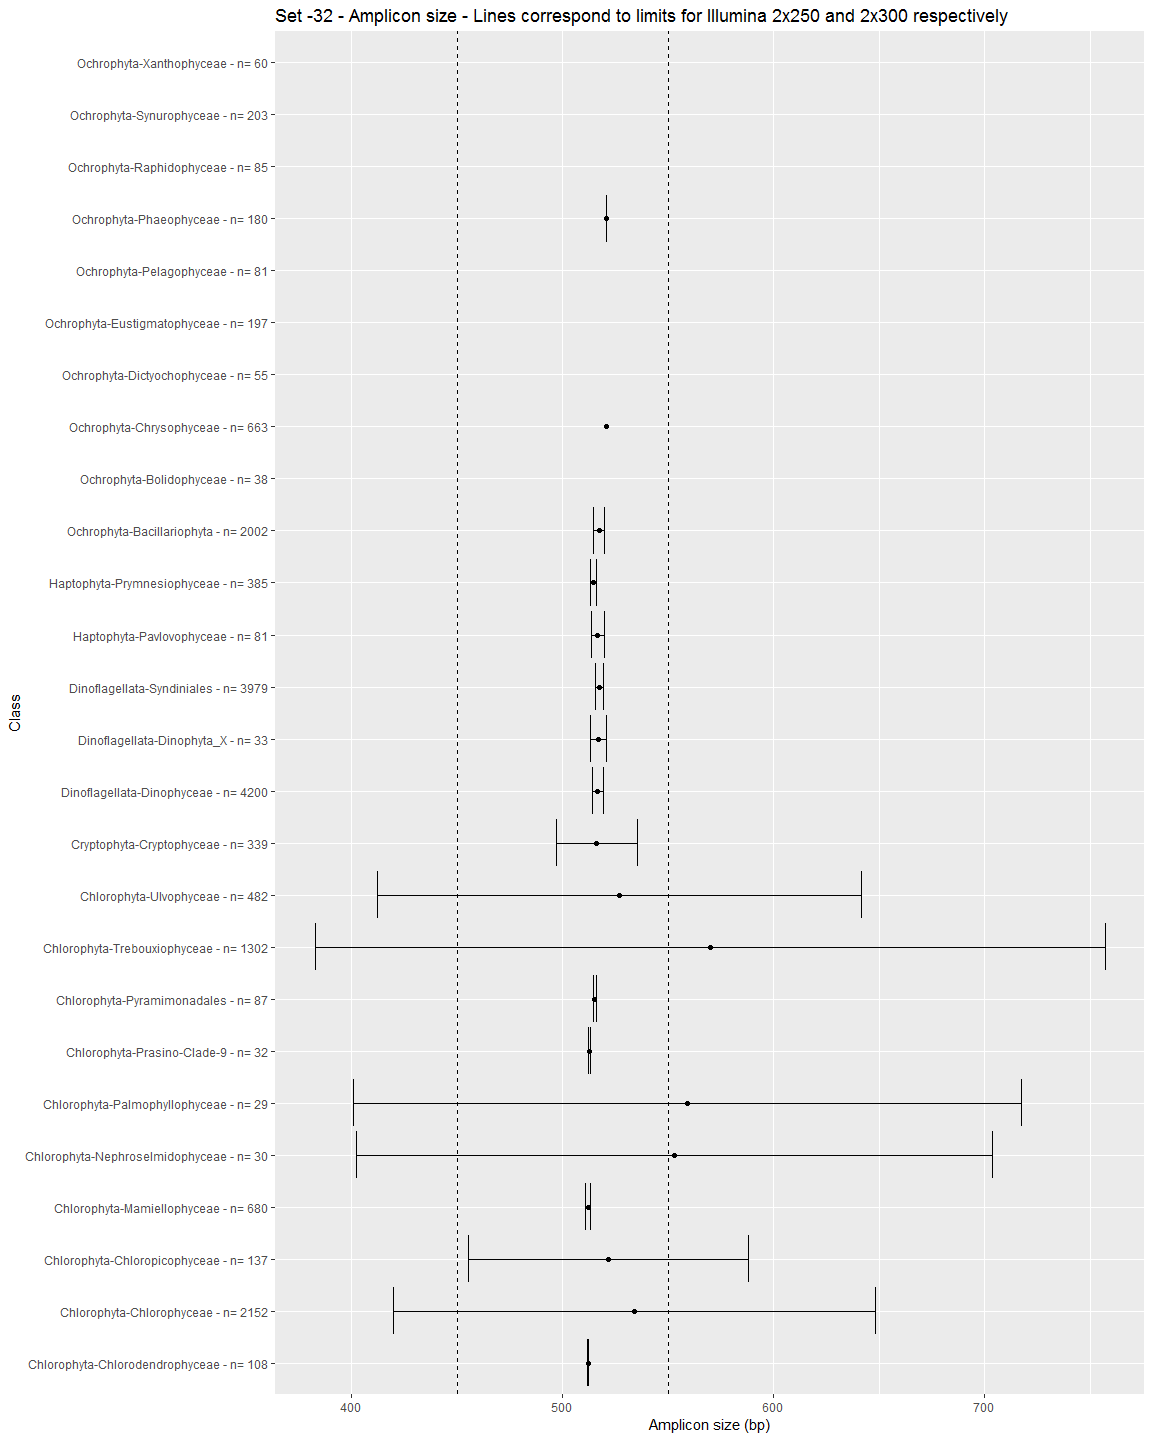 Set -32 - Amplicon size - Lines correspond to limits for Illumina 2x250 and 2x300 respectively
Ochrophyta-Xanthophyceae - n= 60
Ochrophyta-Synurophyceae - n= 203
Ochrophyta-Raphidophyceae - n= 85
Ochrophyta-Phaeophyceae - n= 180
Ochrophyta-Pelagophyceae - n= 81
Ochrophyta-Eustigmatophyceae - n= 197
Ochrophyta-Dictyochophyceae - n= 55
Ochrophyta-Chrysophyceae - n= 663
Ochrophyta-Bolidophyceae - n= 38
Ochrophyta-Bacillariophyta - n= 2002
Haptophyta-Prymnesiophyceae - n= 385
Haptophyta-Pavlovophyceae - n= 81
Dinoflagellata-Syndiniales - n= 3979
Dinoflagellata-Dinophyta_X - n= 33
Dinoflagellata-Dinophyceae - n= 4200
Cryptophyta-Cryptophyceae - n= 339
Chlorophyta-Ulvophyceae - n= 482
Chlorophyta-Trebouxiophyceae - n= 1302
Chlorophyta-Pyramimonadales - n= 87
Chlorophyta-Prasino-Clade-9 - n= 32
Chlorophyta-Palmophyllophyceae - n= 29
Chlorophyta-Nephroselmidophyceae - n= 30
Chlorophyta-Mamiellophyceae - n= 680
Chlorophyta-Chloropicophyceae - n= 137
Chlorophyta-Chlorophyceae - n= 2152
Chlorophyta-Chlorodendrophyceae - n= 108
Class
400 500 600 700
Amplicon size (bp)